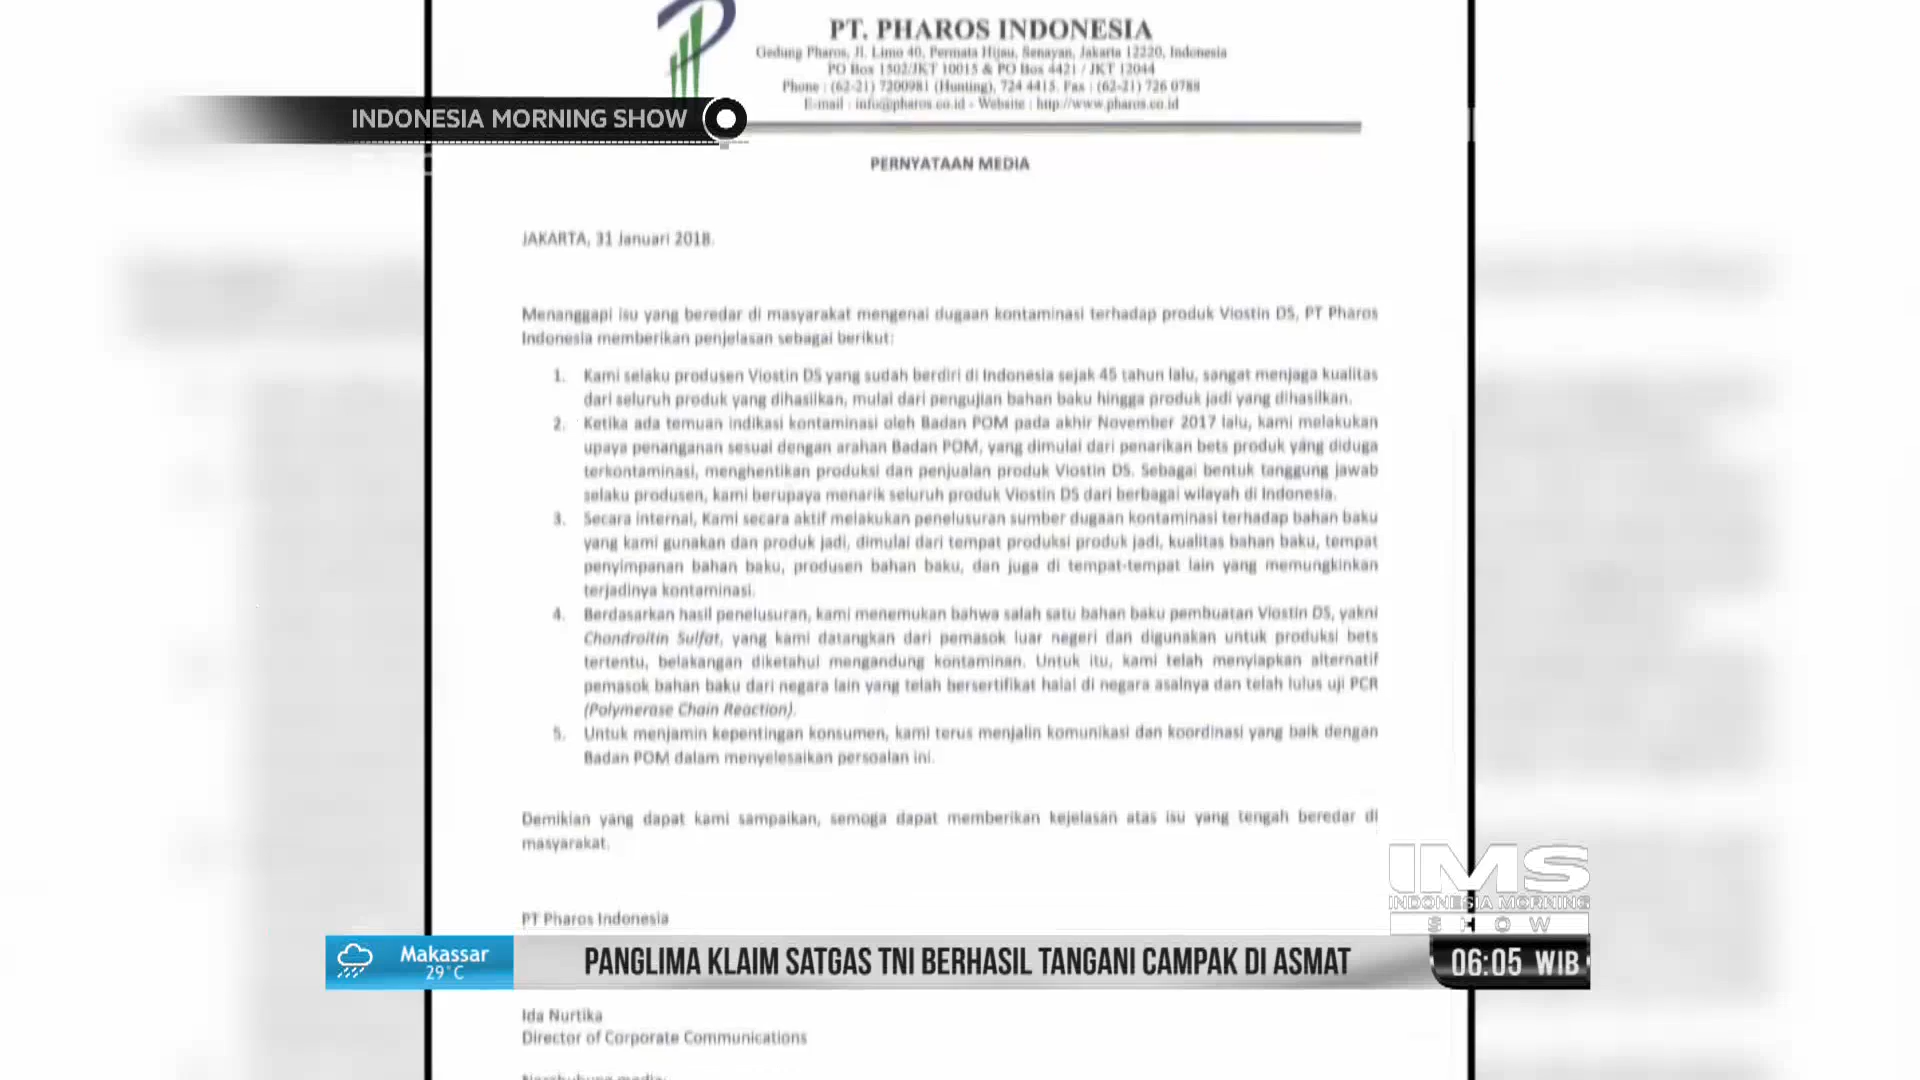 PT. PHAROS INDONESIA
Gedung Pharos, Jl. Limo 40, Permata Hijau, Senayan, Jakarta 12220, Indonesia
PO Box 1502/JKT 10015 & PO Box 4421 / JKT 12044
Phone : (62-21) 7200981 (Hunting), 724 4415. Fax : (62-21) 726 0788
E-mail : info@pharos.co.id - Website : http://www.pharos.co.id
INDONESIA MORNING SHOW
PERNYATAAN MEDIA
JAKARTA, 31 Januari 2018.
Menanggapi isu yang beredar di masyarakat mengenai dugaan kontaminasi terhadap produk Viostin DS, PT Pharos
Indonesia memberikan penjelasan sebagai berikut:
1. Kami selaku produsen Viostin DS yang sudah berdiri di Indonesia sejak 45 tahun lalu, sangat menjaga kualitas
dari seluruh produk yang dihasilkan, mulai dari pengujian bahan baku hingga produk jadi yang dihasilkan.
2. Ketika ada temuan indikasi kontaminasi oleh Badan POM pada akhir November 2017 lalu, kami melakukan
upaya penanganan sesuai dengan arahan Badan POM, yang dimulai dari penarikan bets produk yang diduga
terkontaminasi, menghentikan produksi dan penjualan produk Viostin DS. Sebagai bentuk tanggung jawab
selaku produsen, kami berupaya menarik seluruh produk Viostin DS dari berbagai wilayah di Indonesia.
3. Secara internal, Kami secara aktif melakukan penelusuran sumber dugaan kontaminasi terhadap bahan baku
yang kami gunakan dan produk jadi, dimulai dari tempat produksi produk jadi, kualitas bahan baku, tempat
penyimpanan bahan baku, produsen bahan baku, dan juga di tempat-tempat lain yang memungkinkan
terjadinya kontaminasi.
4. Berdasarkan hasil penelusuran, kami menemukan bahwa salah satu bahan baku pembuatan Viostin DS, yakni
Chondroitin Sulfat, yang kami datangkan dari pemasok luar negeri dan digunakan untuk produksi bets
tertentu, belakangan diketahui mengandung kontaminan. Untuk itu, kami telah menyiapkan alternatif
pemasok bahan baku dari negara lain yang telah bersertifikat halal di negara asalnya dan telah lulus uji PCR
(Polymerase Chain Reaction).
5. Untuk menjamin kepentingan konsumen, kami terus menjalin komunikasi dan koordinasi yang baik dengan
Badan POM dalam menyelesaikan persoalan ini.
Demikian yang dapat kami sampaikan, semoga dapat memberikan kejelasan atas isu yang tengah beredar di
masyarakat.
IMS
INDONESIA MORNING
SHOW
PT Pharos Indonesia
Makassar
29°C
PANGLIMA KLAIM SATGAS TNI BERHASIL TANGANI CAMPAK DI ASMAT
06:05 WIB
Ida Nurtika
Director of Corporate Communications